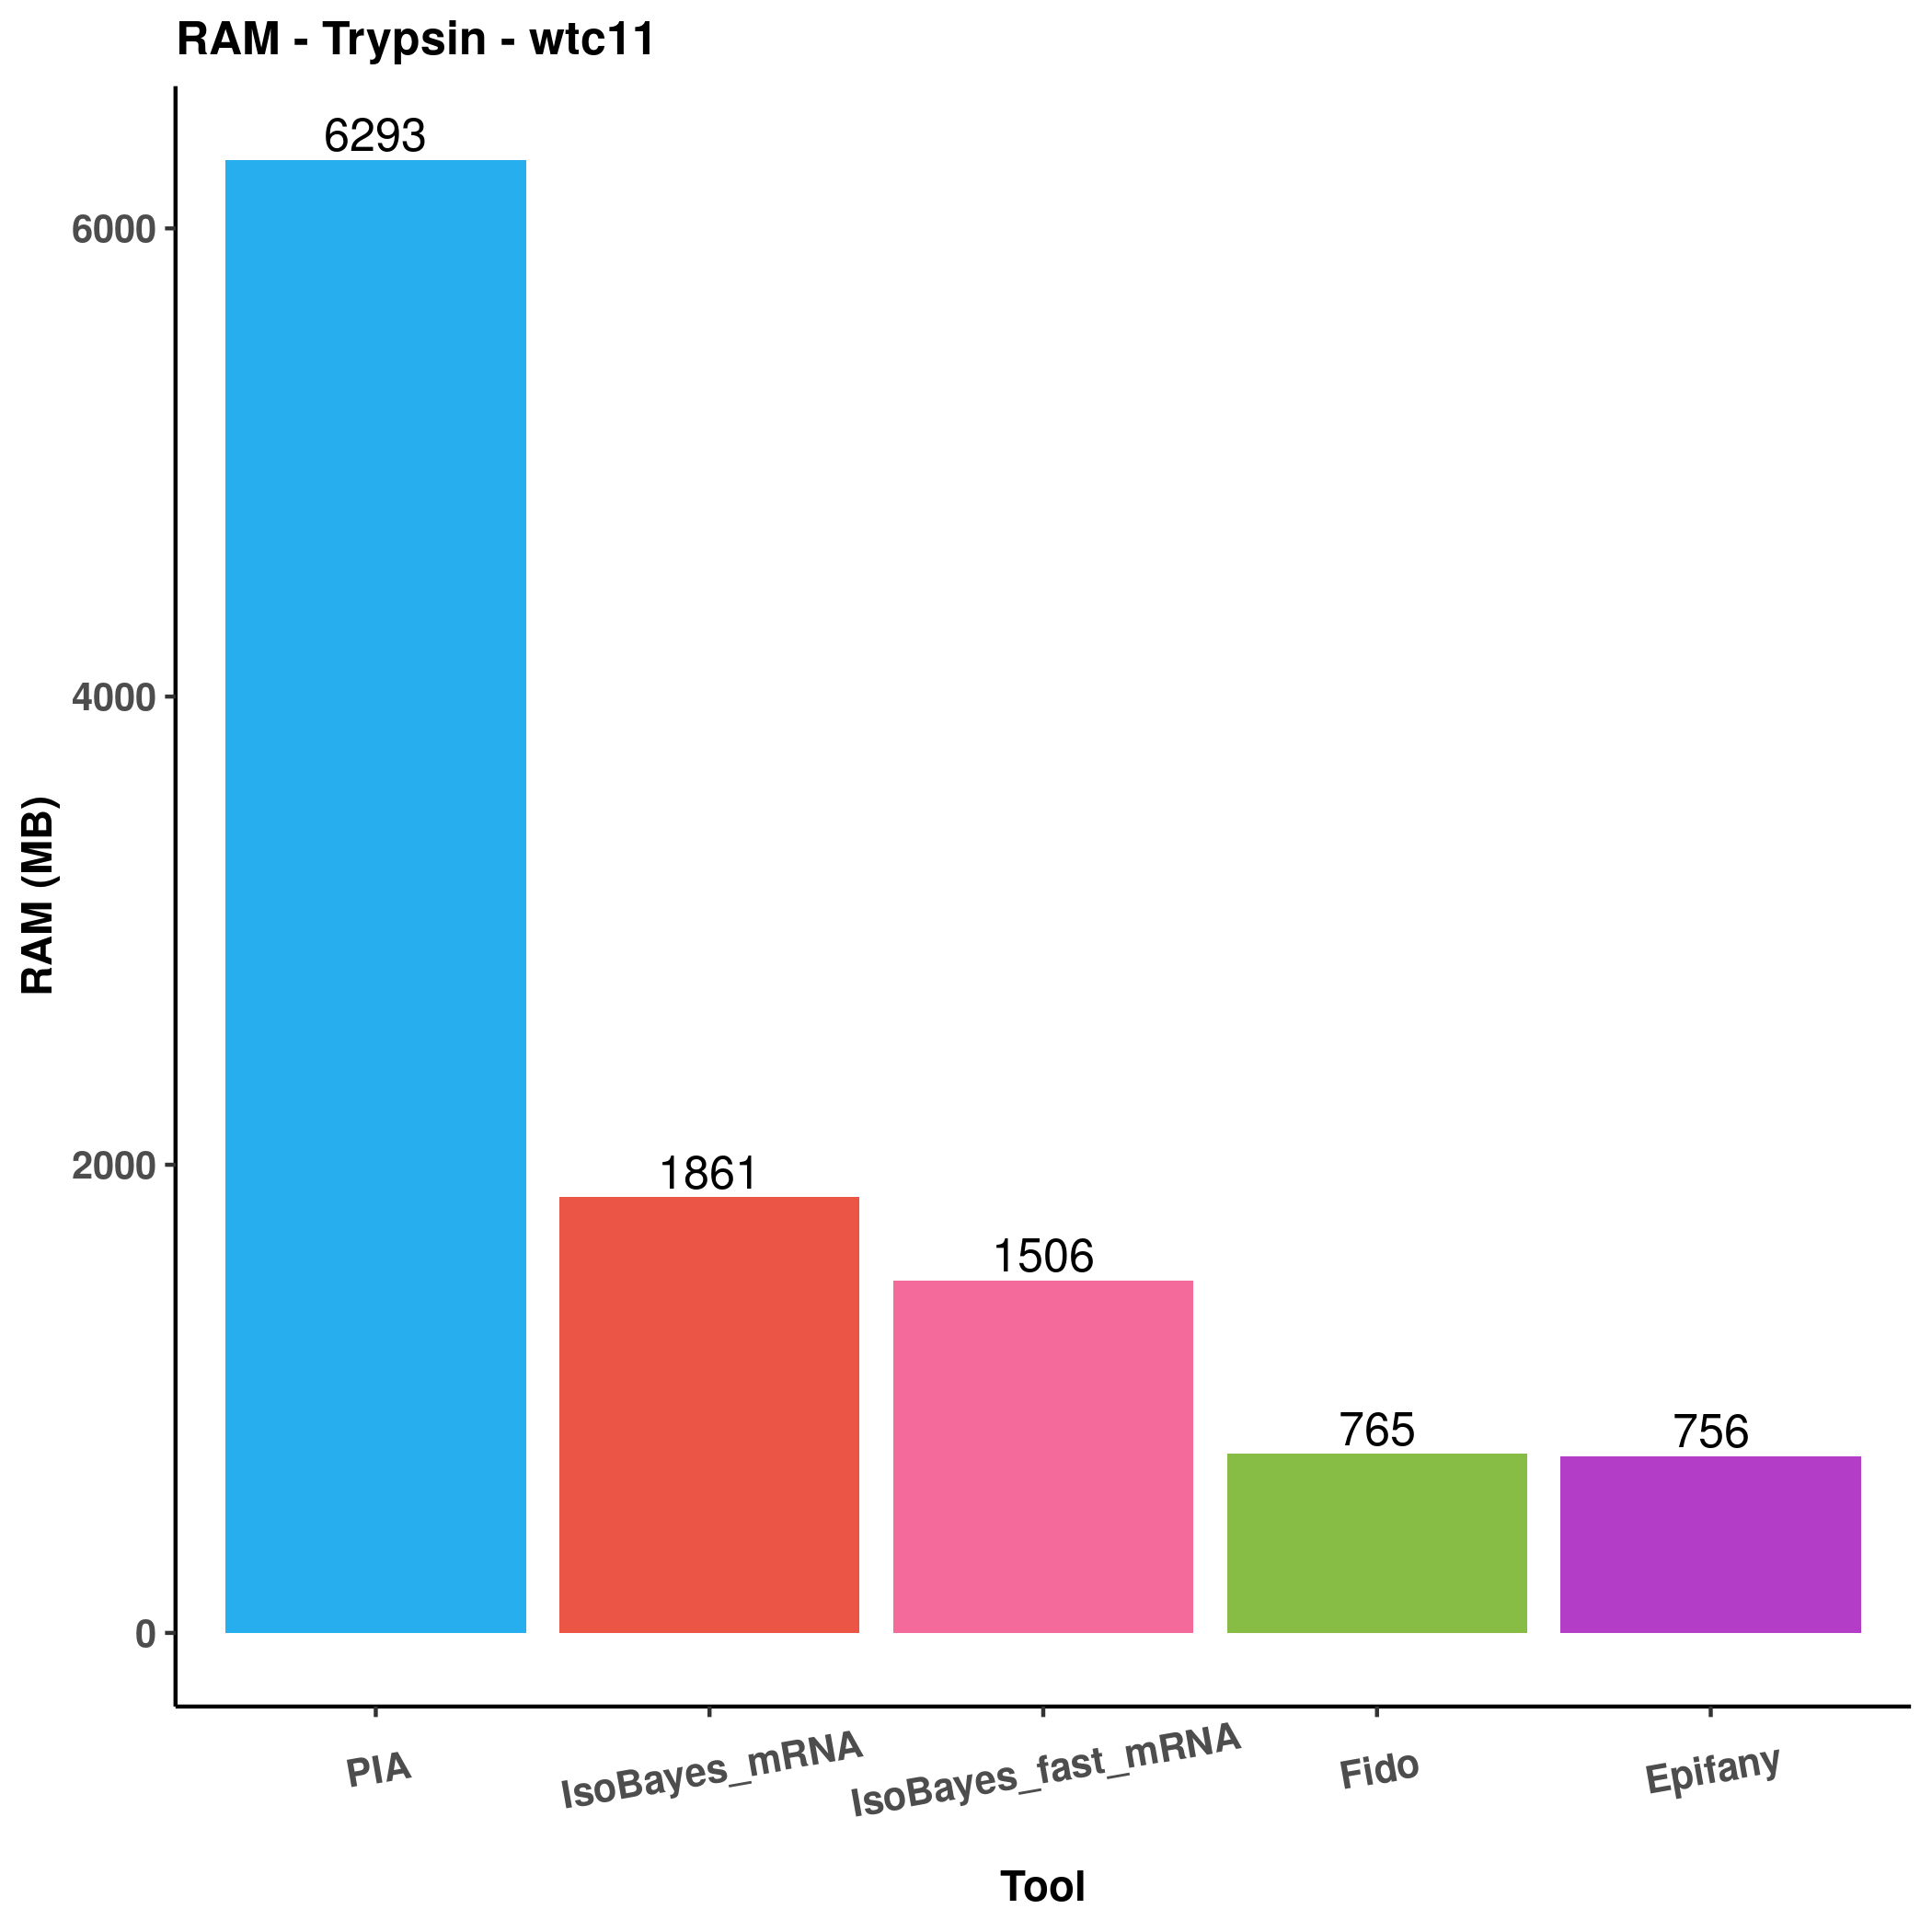 RAM - Trypsin - wtc11
6293
6000
4000
RAM (MB)
2000
1861
1506
765
756
0
PIA
IsoBayes_mRNA
IsoBayes_fast_mRNA
Fido
Epifany
Tool